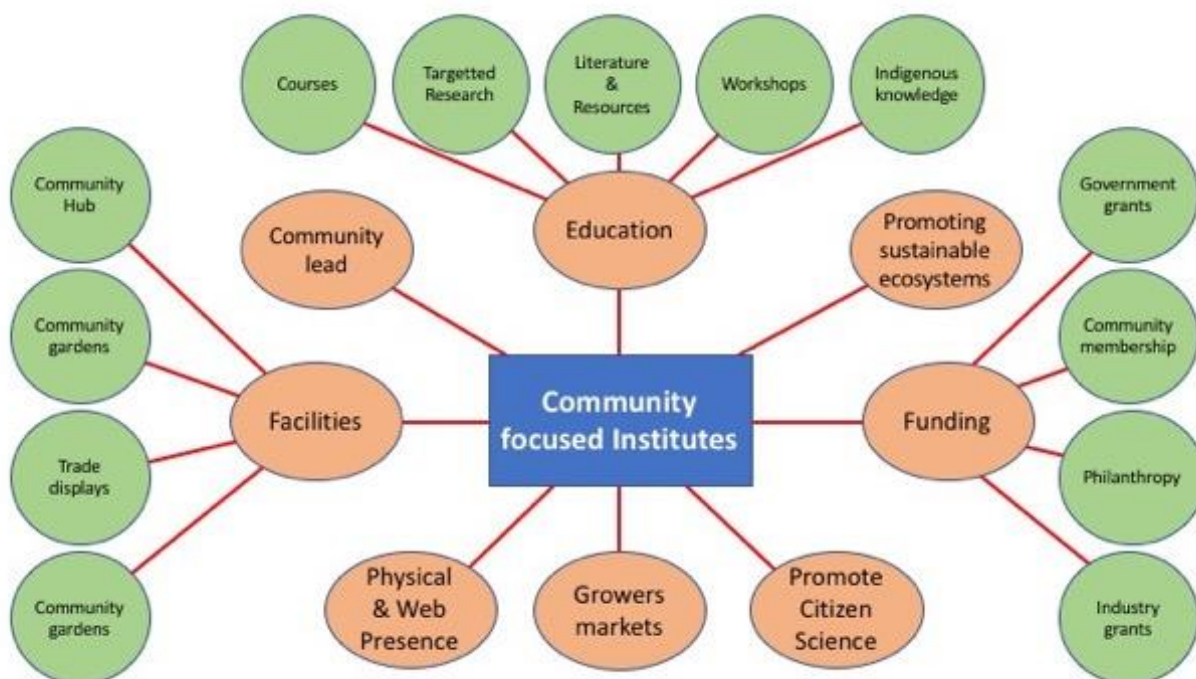 Courses
Targetted
Research
Literature
&
Resources
Workshops
Indigenous
knowledge
Community
Hub
Community
lead
Education
Promoting
sustainable
ecosystems
Government
grants
Community
gardens
Community
membership
Facilities
Community
focused Institutes
Funding
Trade
displays
Philanthropy
Community
gardens
Physical
& Web
Presence
Growers
markets
Promote
Citizen
Science
Industry
grants